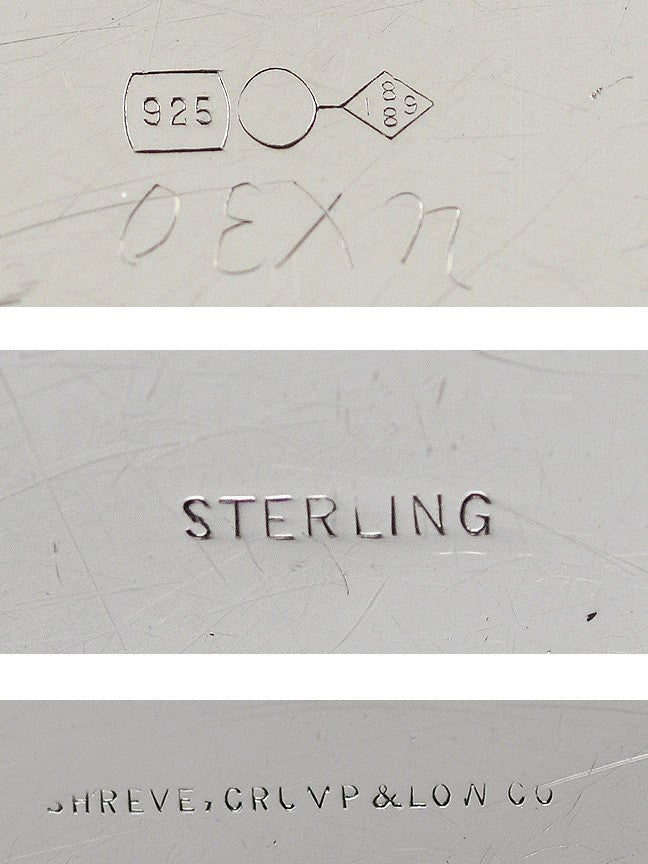 925 1889
STERLING
SHREVE, CRUMP & LOW CO